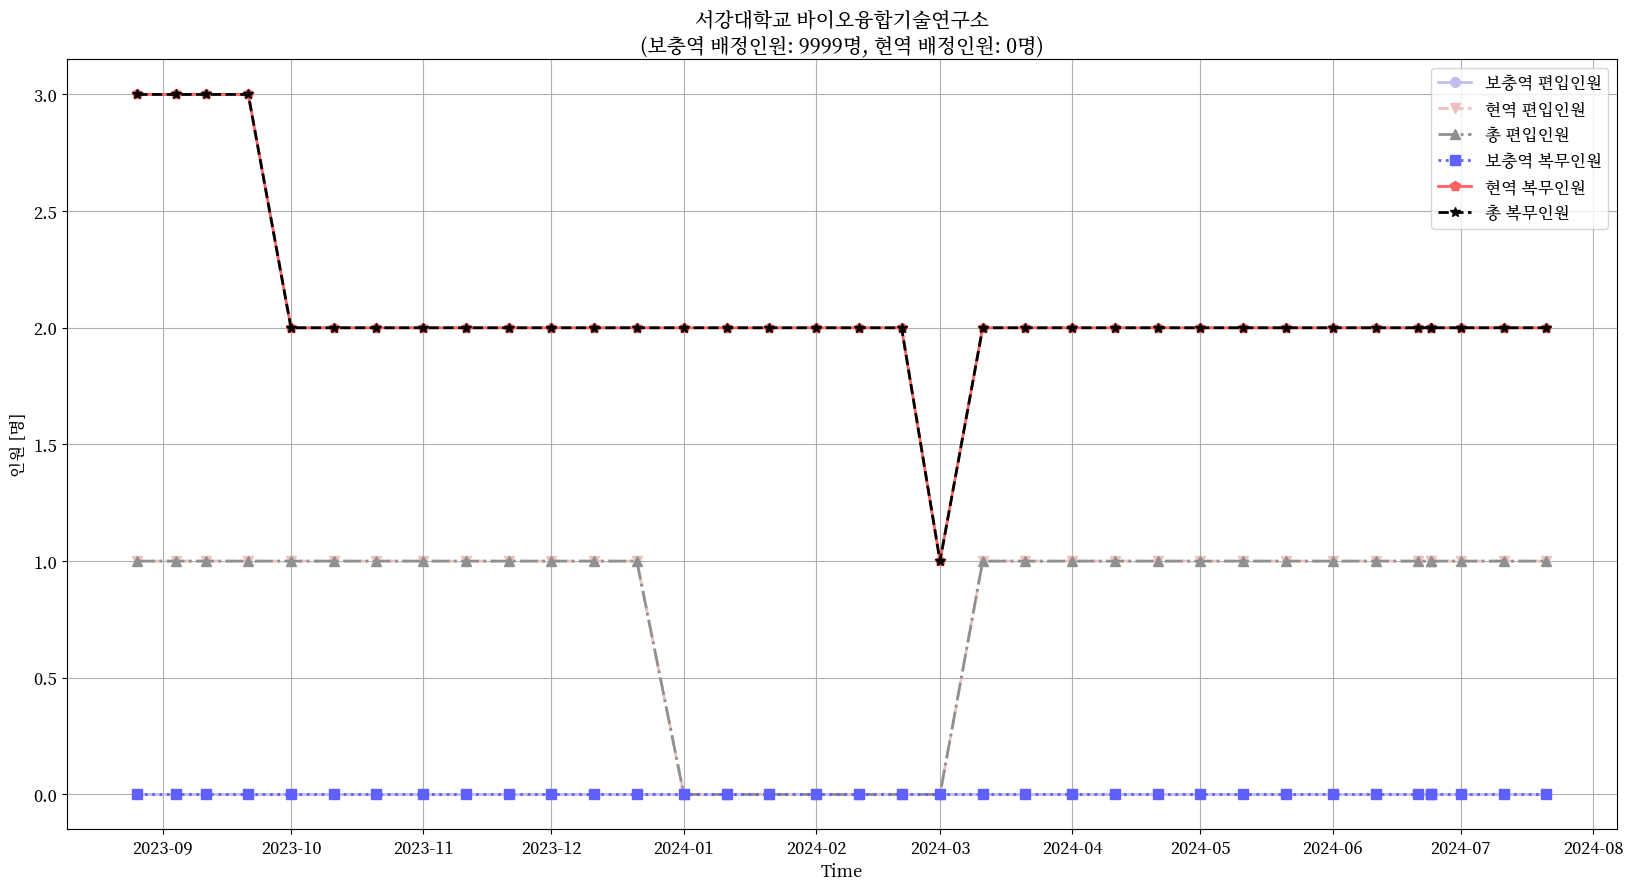 서강대학교 바이오융합기술연구소
(보충역 배정인원: 9999명, 현역 배정인원: 0명)
보충역 편입인원
현역 편입인원
총 편입인원
보충역 복무인원
현역 복무인원
총 복무인원
인원 [명]
3.0
2.5
2.0
1.5
1.0
0.5
0.0
2023-09 2023-10 2023-11 2023-12 2024-01 2024-02 2024-03 2024-04 2024-05 2024-06 2024-07 2024-08
Time